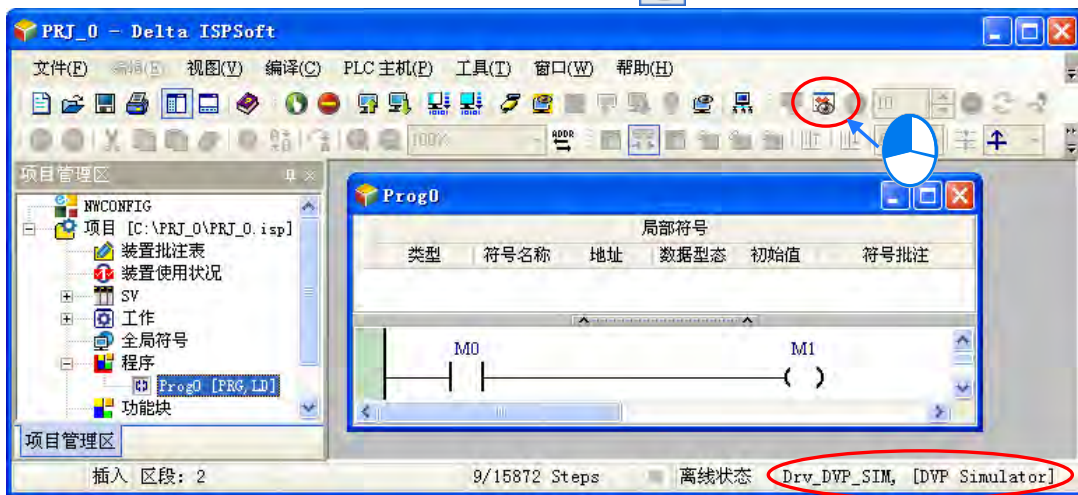 PRJ_0 - Delta ISPSoft
文件(F) 编辑(E) 视图(V) 编译(C) PLC 主机(P) 工具(T) 窗口(W) 帮助(H)
10
100%
ADDR
项目管理区
NWCONFIG
项目 [C:\PRJ_0\PRJ_0.isp]
装置批注表
装置使用状况
SV
工作
全局符号
程序
Prog0 [PRG,LD]
功能块
项目管理区
Prog0
局部符号
类型 符号名称 地址 数据型态 初始值 符号批注
M0 M1
插入 区段: 2 9/15872 Steps 离线状态 Drv_DVP_SIM, [DVP Simulator]